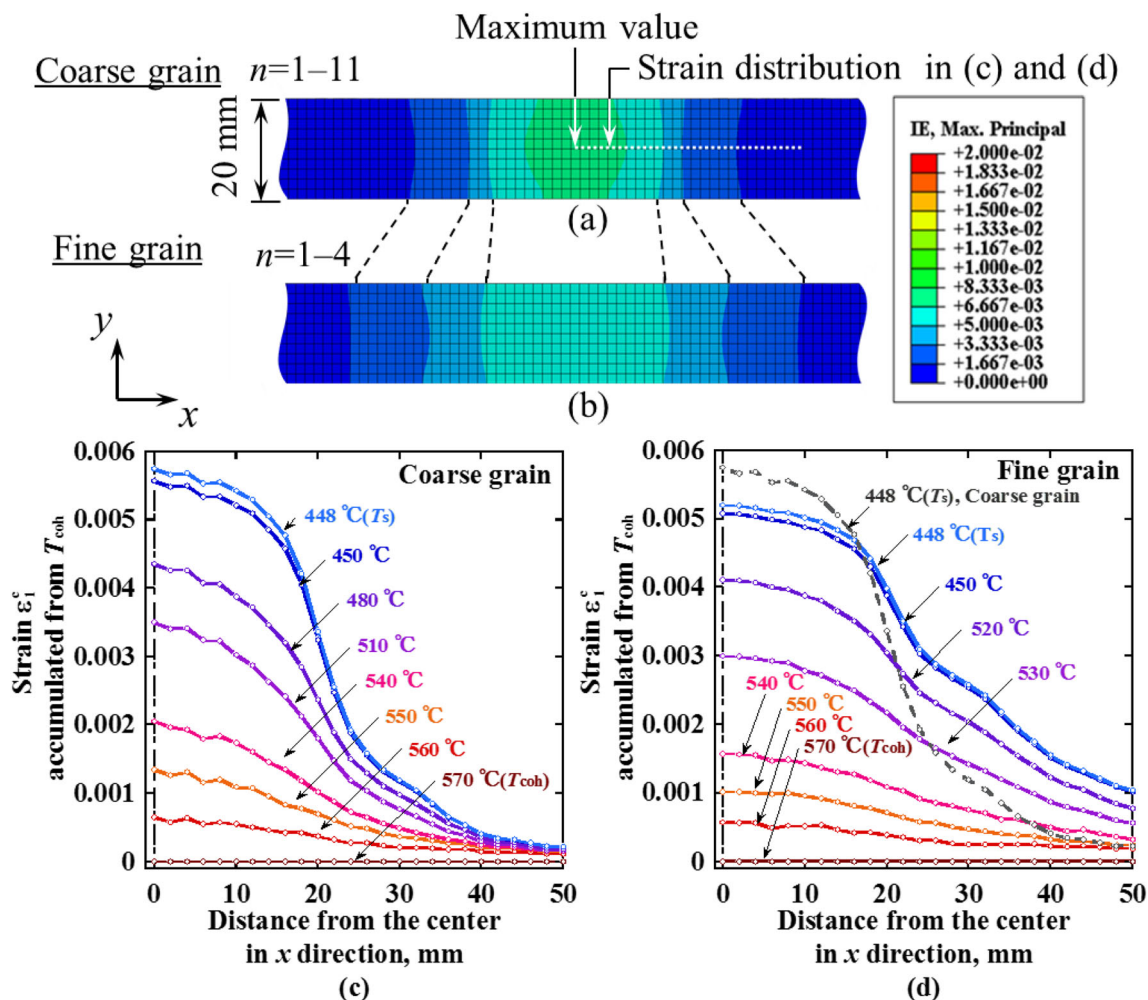 Maximum value
Coarse grain n=1–11
Strain distribution in (c) and (d)
20 mm
(a)
Fine grain n=1–4
(b)
y
x
IE, Max. Principal
+2.000e-02
+1.833e-02
+1.667e-02
+1.500e-02
+1.333e-02
+1.167e-02
+1.000e-02
+8.333e-03
+6.667e-03
+5.000e-03
+3.333e-03
+1.667e-03
+0.000e+00
Strain εᵢᶜ
accumulated from Tcoh
0.006
0.005
0.004
0.003
0.002
0.001
0
Coarse grain
448 ℃(Ts)
450 ℃
480 ℃
510 ℃
540 ℃
550 ℃
560 ℃
570 ℃(Tcoh)
0 10 20 30 40 50
Distance from the center
in x direction, mm
(c)
Strain εᵢᶜ
accumulated from Tcoh
0.006
0.005
0.004
0.003
0.002
0.001
0
Fine grain
448 ℃(Ts), Coarse grain
448 ℃(Ts)
450 ℃
520 ℃
530 ℃
540 ℃
550 ℃
560 ℃
570 ℃(Tcoh)
0 10 20 30 40 50
Distance from the center
in x direction, mm
(d)